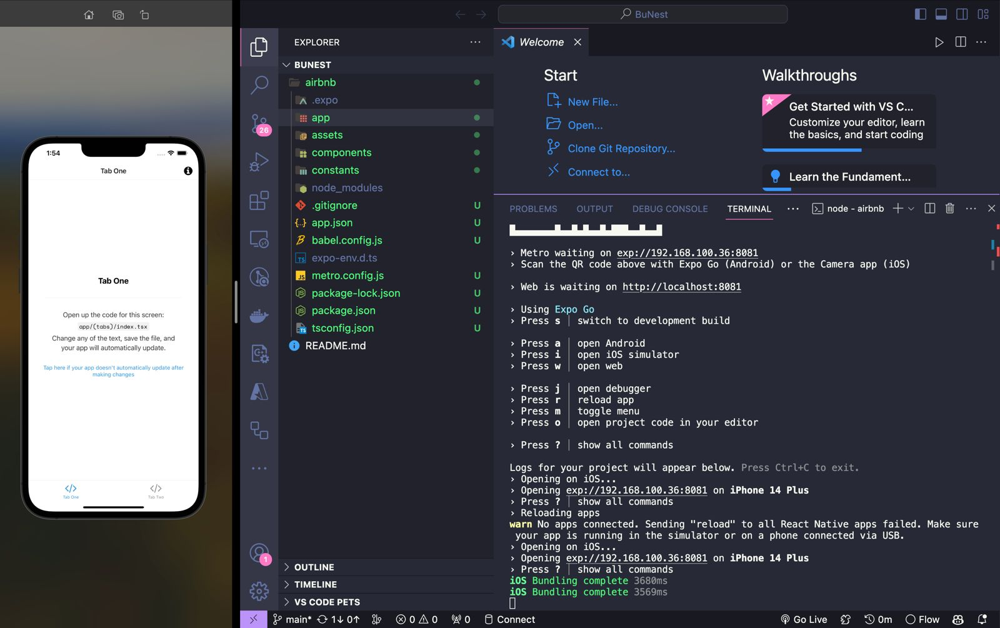 1:54
Tab One
Tab One
Open up the code for this screen:
app/(tabs)/index.tsx
Change any of the text, save the file, and
your app will automatically update.
Tap here if your app doesn't automatically update after
making changes
Tab One
Tab Two
BuNest
EXPLORER
BUNEST
airbnb
.expo
app
assets
components
constants
node_modules
.gitignore U
app.json U
babel.config.js U
expo-env.d.ts
metro.config.js U
package-lock.json U
package.json U
tsconfig.json U
README.md
26
1
OUTLINE
TIMELINE
VS CODE PETS
Welcome
Start
New File...
Open...
Clone Git Repository...
Connect to...
Walkthroughs
Get Started with VS C...
Customize your editor, learn
the basics, and start coding
Learn the Fundament...
PROBLEMS OUTPUT DEBUG CONSOLE TERMINAL node - airbnb
› Metro waiting on exp://192.168.100.36:8081
› Scan the QR code above with Expo Go (Android) or the Camera app (iOS)
› Web is waiting on http://localhost:8081
› Using Expo Go
› Press s │ switch to development build
› Press a │ open Android
› Press i │ open iOS simulator
› Press w │ open web
› Press j │ open debugger
› Press r │ reload app
› Press m │ toggle menu
› Press o │ open project code in your editor
› Press ? │ show all commands
Logs for your project will appear below. Press Ctrl+C to exit.
› Opening on iOS...
› Opening exp://192.168.100.36:8081 on iPhone 14 Plus
› Press ? │ show all commands
› Reloading apps
warn No apps connected. Sending "reload" to all React Native apps failed. Make sure
your app is running in the simulator or on a phone connected via USB.
› Opening on iOS...
› Opening exp://192.168.100.36:8081 on iPhone 14 Plus
› Press ? │ show all commands
iOS Bundling complete 3680ms
iOS Bundling complete 3569ms
main* 1↓ 0↑ 0 0 0 Connect Go Live 0m Flow